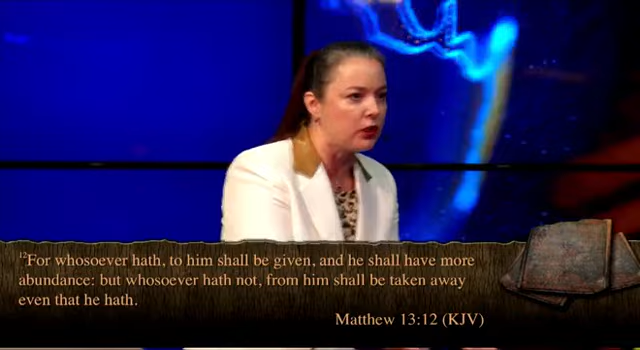 ¹²For whosoever hath, to him shall be given, and he shall have more
abundance: but whosoever hath not, from him shall be taken away
even that he hath.
Matthew 13:12 (KJV)